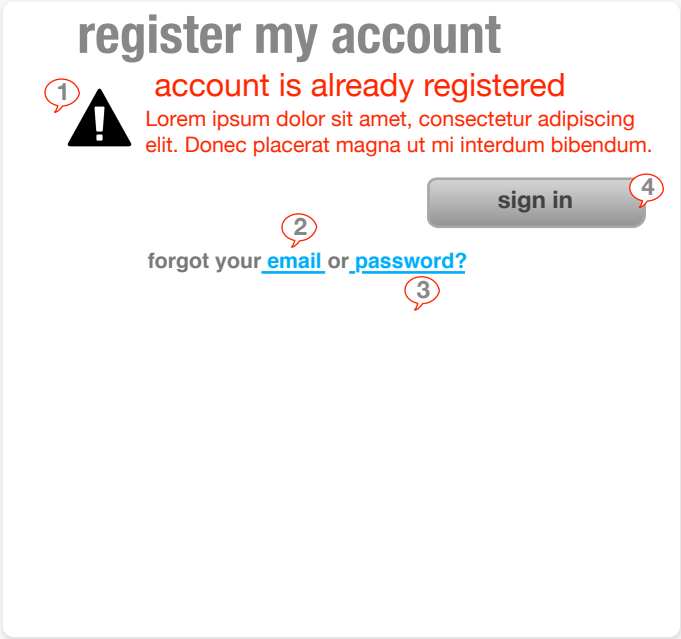 register my account
1
account is already registered
Lorem ipsum dolor sit amet, consectetur adipiscing
elit. Donec placerat magna ut mi interdum bibendum.
sign in
4
2
forgot your email or password?
3